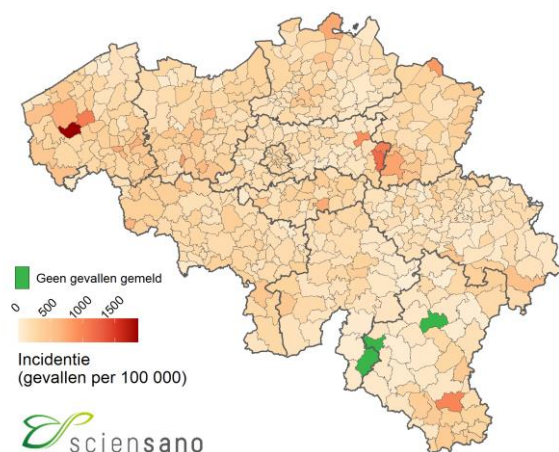 Geen gevallen gemeld
0
500
1000
1500
Incidentie
(gevallen per 100 000)
sciensano